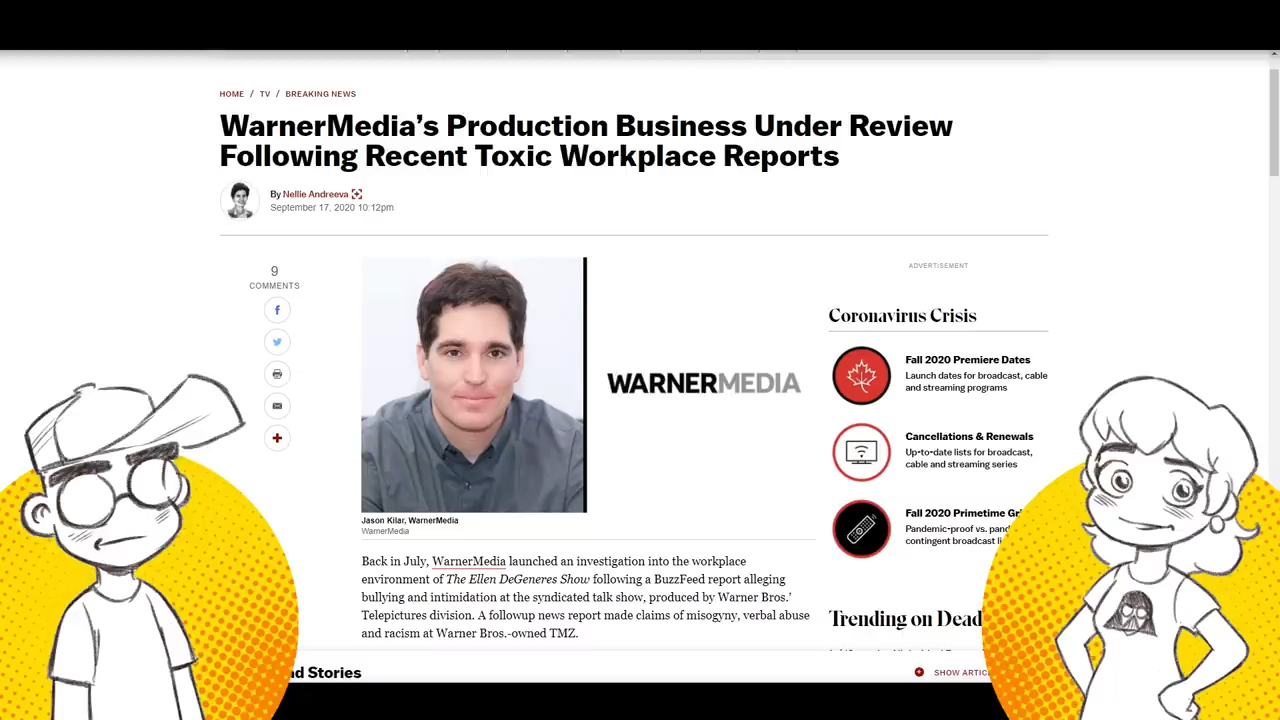 HOME / TV / BREAKING NEWS
WarnerMedia's Production Business Under Review
Following Recent Toxic Workplace Reports
By Nellie Andreeva
September 17, 2020 10:12pm
9
COMMENTS
Jason Kilar, WarnerMedia
WarnerMedia
WARNERMEDIA
Back in July, WarnerMedia launched an investigation into the workplace
environment of The Ellen DeGeneres Show following a BuzzFeed report alleging
bullying and intimidation at the syndicated talk show, produced by Warner Bros.'
Telepictures division. A followup news report made claims of misogyny, verbal abuse
and racism at Warner Bros.-owned TMZ.
ADVERTISEMENT
Coronavirus Crisis
Fall 2020 Premiere Dates
Launch dates for broadcast, cable
and streaming programs
Cancellations & Renewals
Up-to-date lists for broadcast,
cable and streaming series
Fall 2020 Primetime Gr
Pandemic-proof vs. pand
contingent broadcast li
Trending on Dead
Stories
SHOW ARTIC